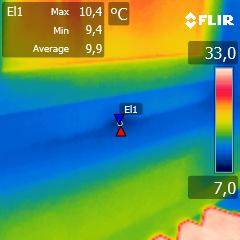 El1 Max 10,4 °C
Min 9,4
Average 9,9
FLIR
33,0
El1
7,0